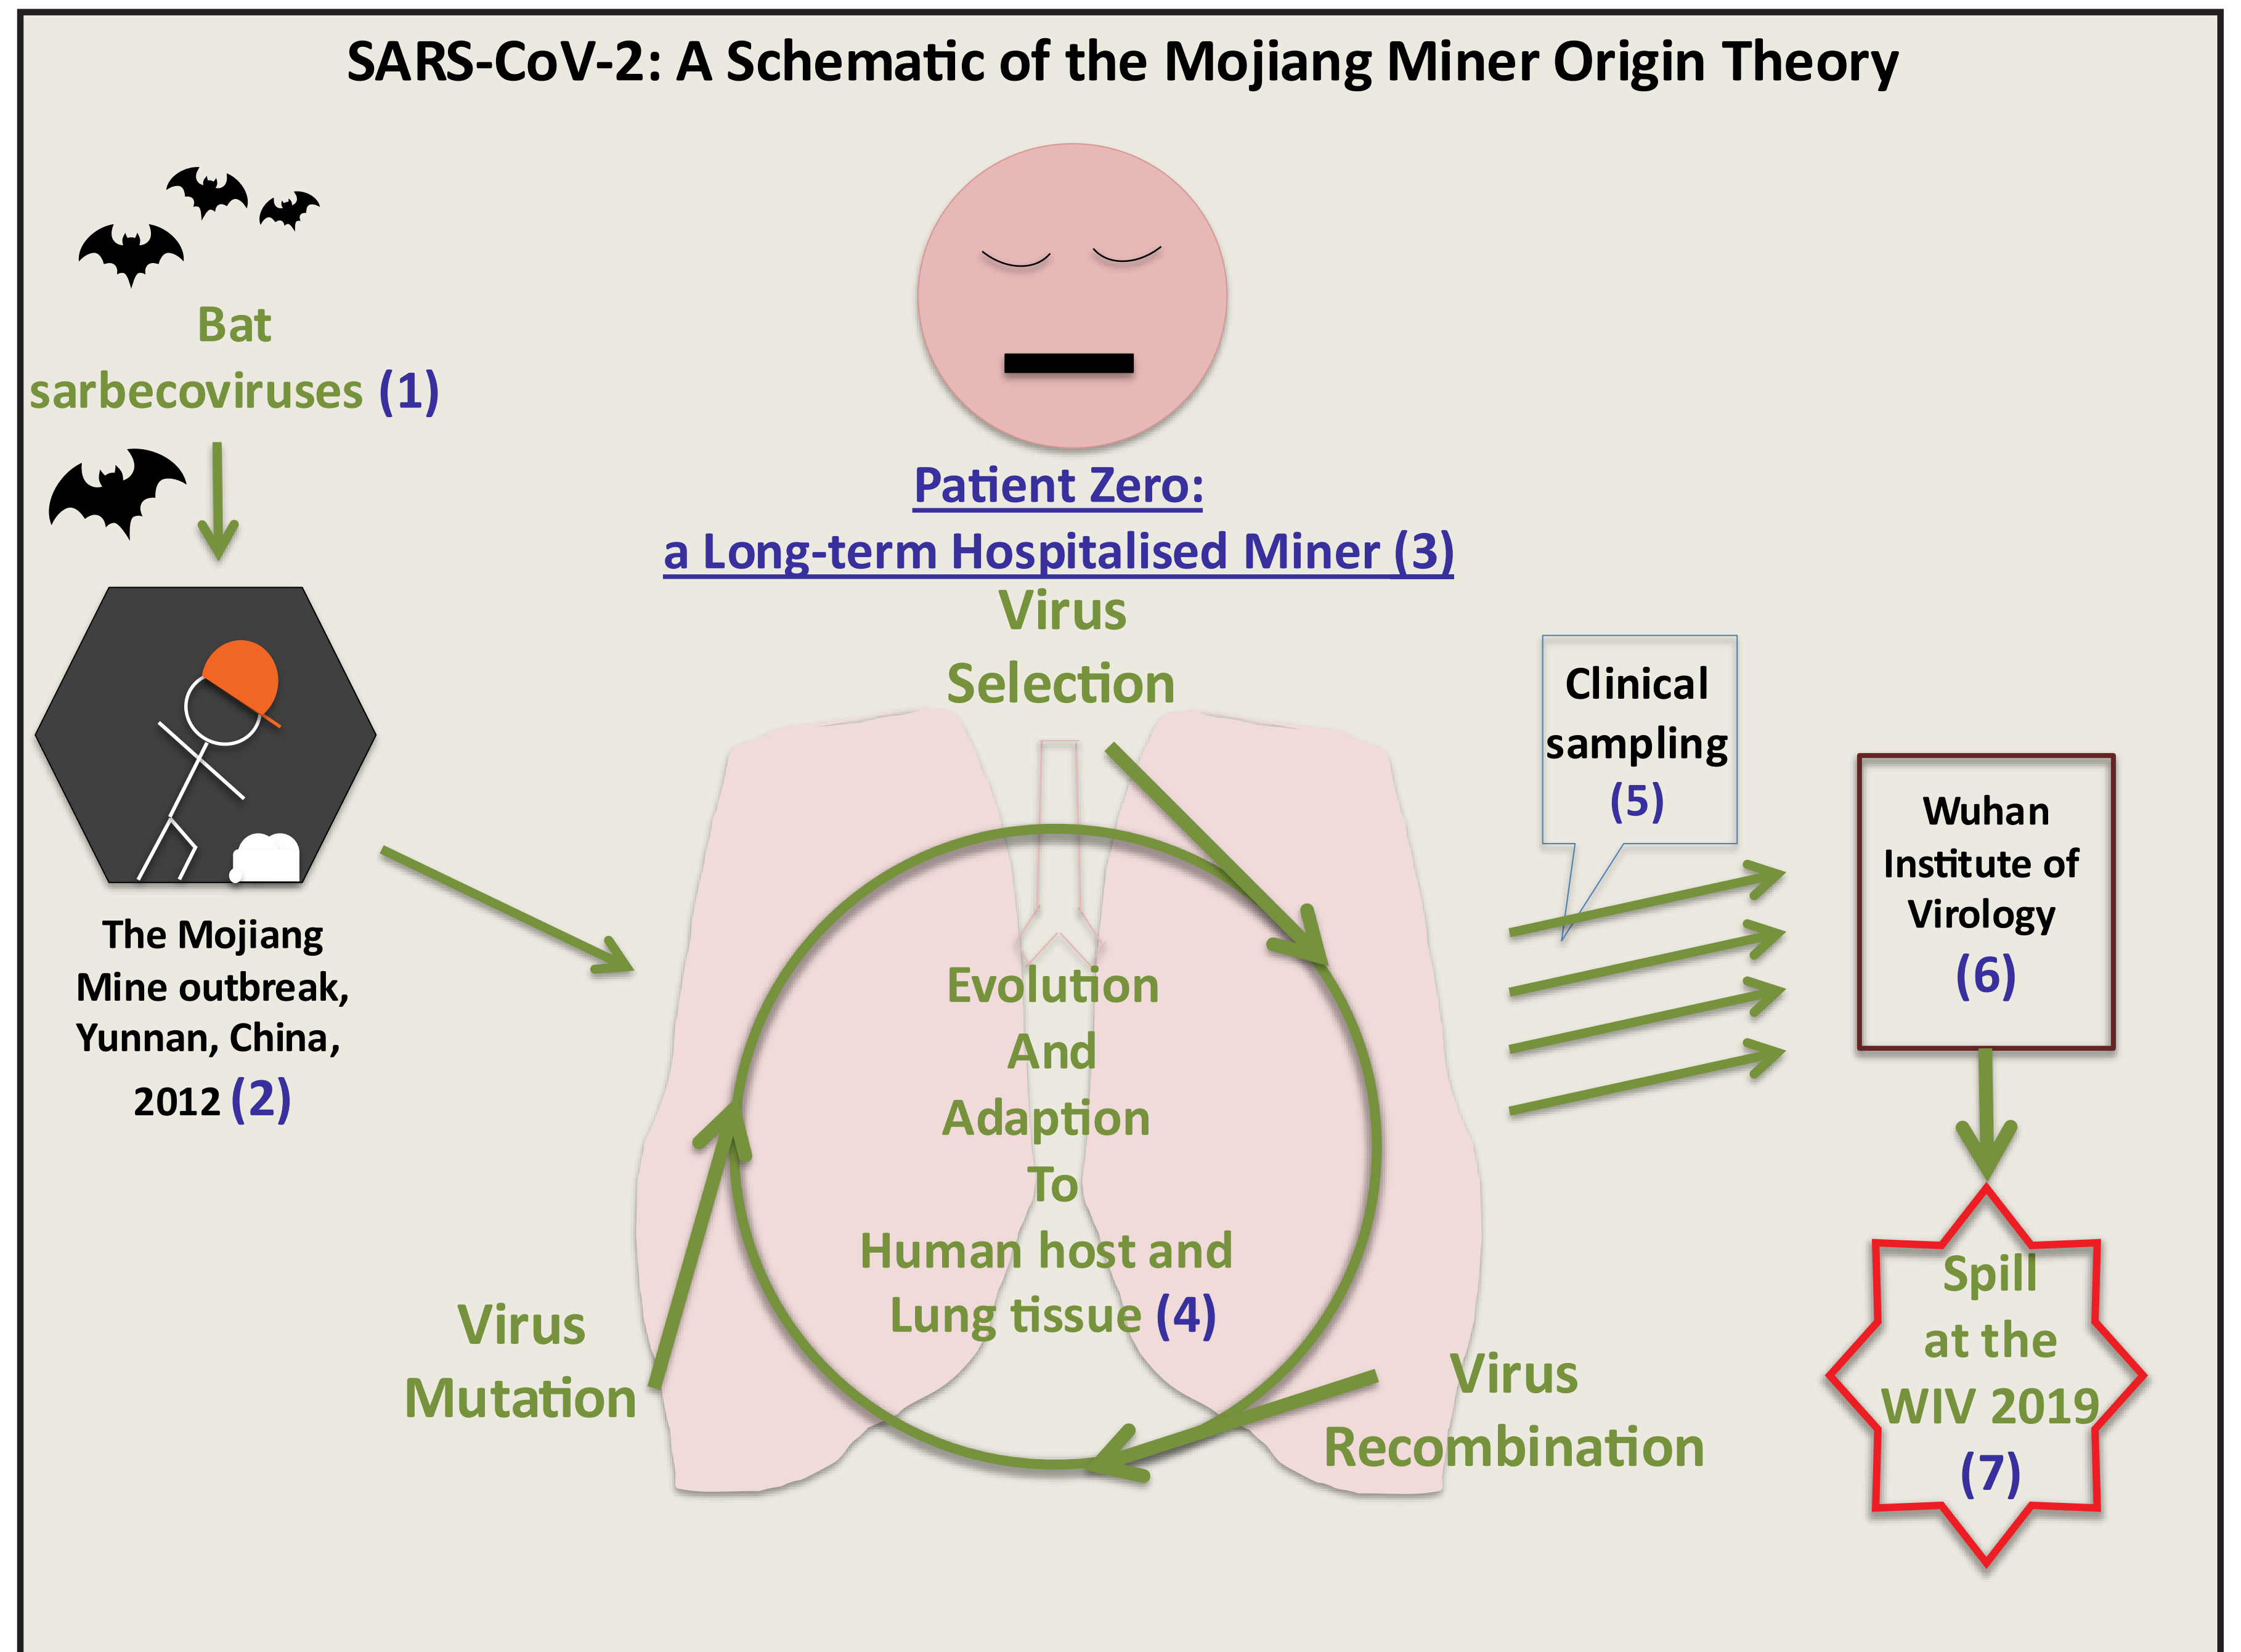 SARS-CoV-2: A Schematic of the Mojiang Miner Origin Theory
Bat
sarbecoviruses (1)
The Mojiang
Mine outbreak,
Yunnan, China,
2012 (2)
Patient Zero:
a Long-term Hospitalised Miner (3)
Virus
Selection
Evolution
And
Adaption
To
Human host and
Lung tissue (4)
Virus
Mutation
Virus
Recombination
Clinical
sampling
(5)
Wuhan
Institute of
Virology
(6)
Spill
at the
WIV 2019
(7)